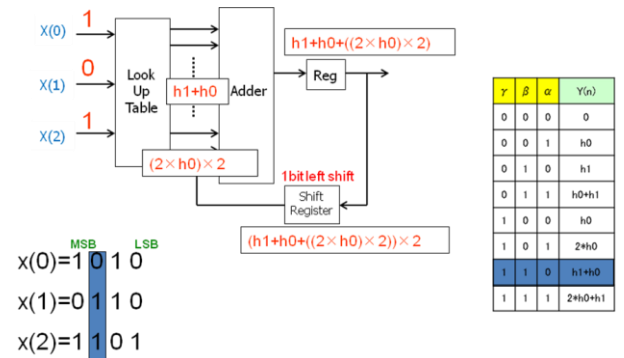 1
X(0)
0
X(1)
1
X(2)
Look
Up
Table
h1+h0
(2×h0)×2
Adder
h1+h0+((2×h0)×2)
Reg
1bit left shift
Shift
Register
(h1+h0+((2×h0)×2))×2
MSB LSB
x(0)=1 0 1 0
x(1)=0 1 1 0
x(2)=1 1 0 1
γ β α Y(n)
0 0 0 0
0 0 1 h0
0 1 0 h1
0 1 1 h0+h1
1 0 0 h0
1 0 1 2*h0
1 1 0 h1+h0
1 1 1 2*h0+h1